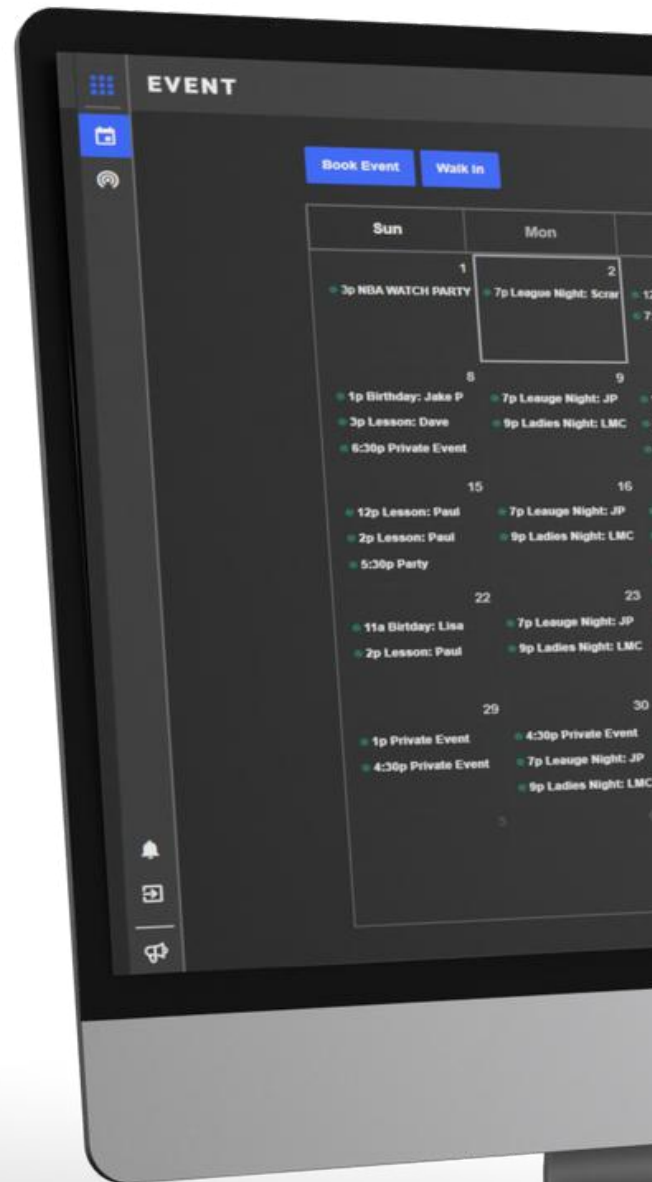 EVENT
Book Event Walk In
Sun Mon
1 2
3p NBA WATCH PARTY 7p League Night: Scrar 12
7
8 9
1p Birthday: Jake P 7p Leauge Night: JP
3p Lesson: Dave 9p Ladies Night: LMC
6:30p Private Event
15 16
12p Lesson: Paul 7p Leauge Night: JP
2p Lesson: Paul 9p Ladies Night: LMC
5:30p Party
22 23
11a Birtday: Lisa 7p Leauge Night: JP
2p Lesson: Paul 9p Ladies Night: LMC
29 30
1p Private Event 4:30p Private Event
4:30p Private Event 7p Leauge Night: JP
9p Ladies Night: LMC